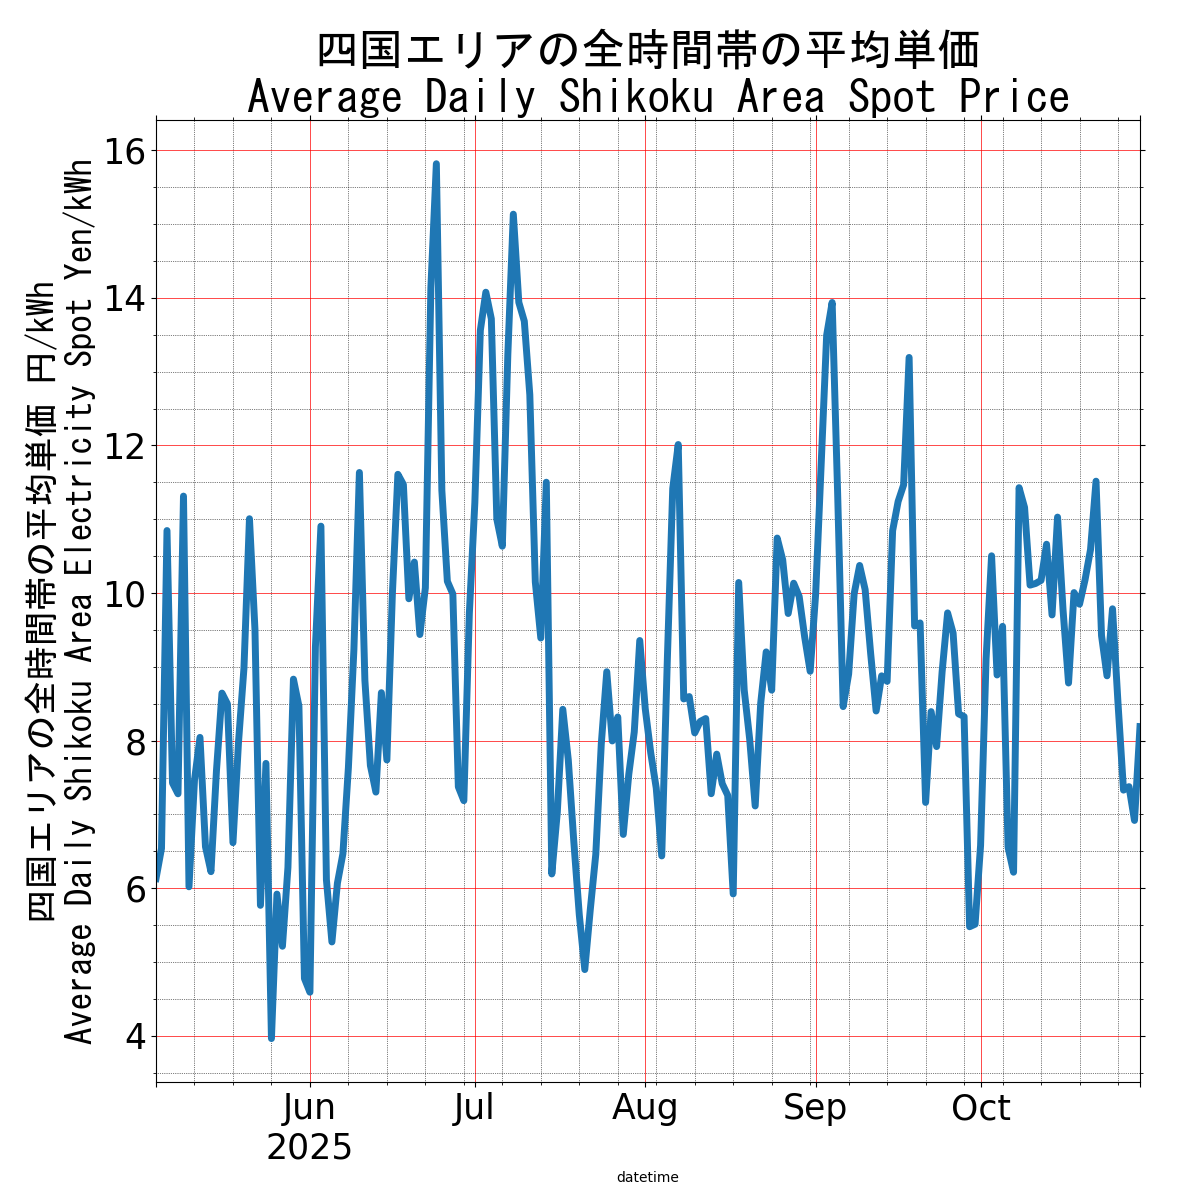 四国エリアの全時間帯の平均単価
Average Daily Shikoku Area Spot Price
四国エリアの全時間帯の平均単価 円/kWh
Average Daily Shikoku Area Electricity Spot Yen/kWh
16
14
12
10
8
6
4
Jun
2025
Jul
Aug
Sep
Oct
datetime